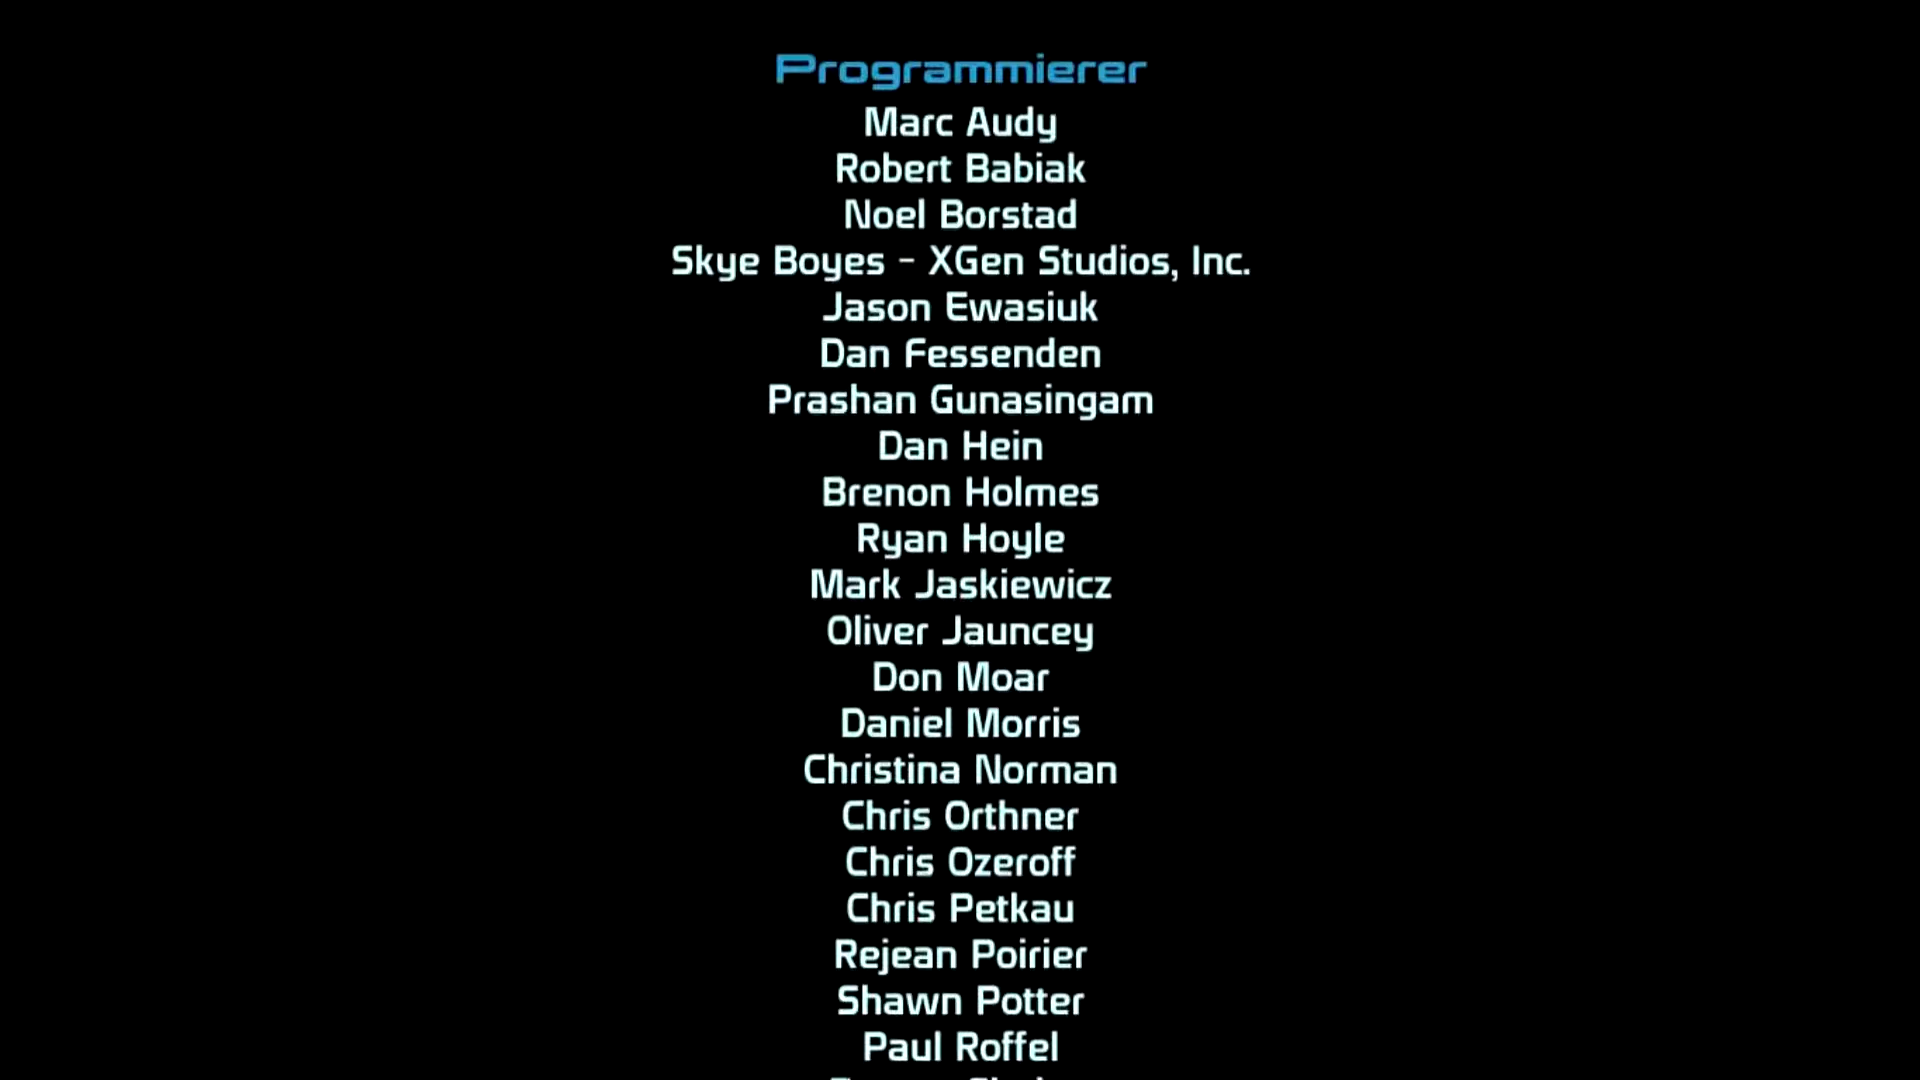 Programmierer
Marc Audy
Robert Babiak
Noel Borstad
Skye Boyes - XGen Studios, Inc.
Jason Ewasiuk
Dan Fessenden
Prashan Gunasingam
Dan Hein
Brenon Holmes
Ryan Hoyle
Mark Jaskiewicz
Oliver Jauncey
Don Moar
Daniel Morris
Christina Norman
Chris Orthner
Chris Ozeroff
Chris Petkau
Rejean Poirier
Shawn Potter
Paul Roffel